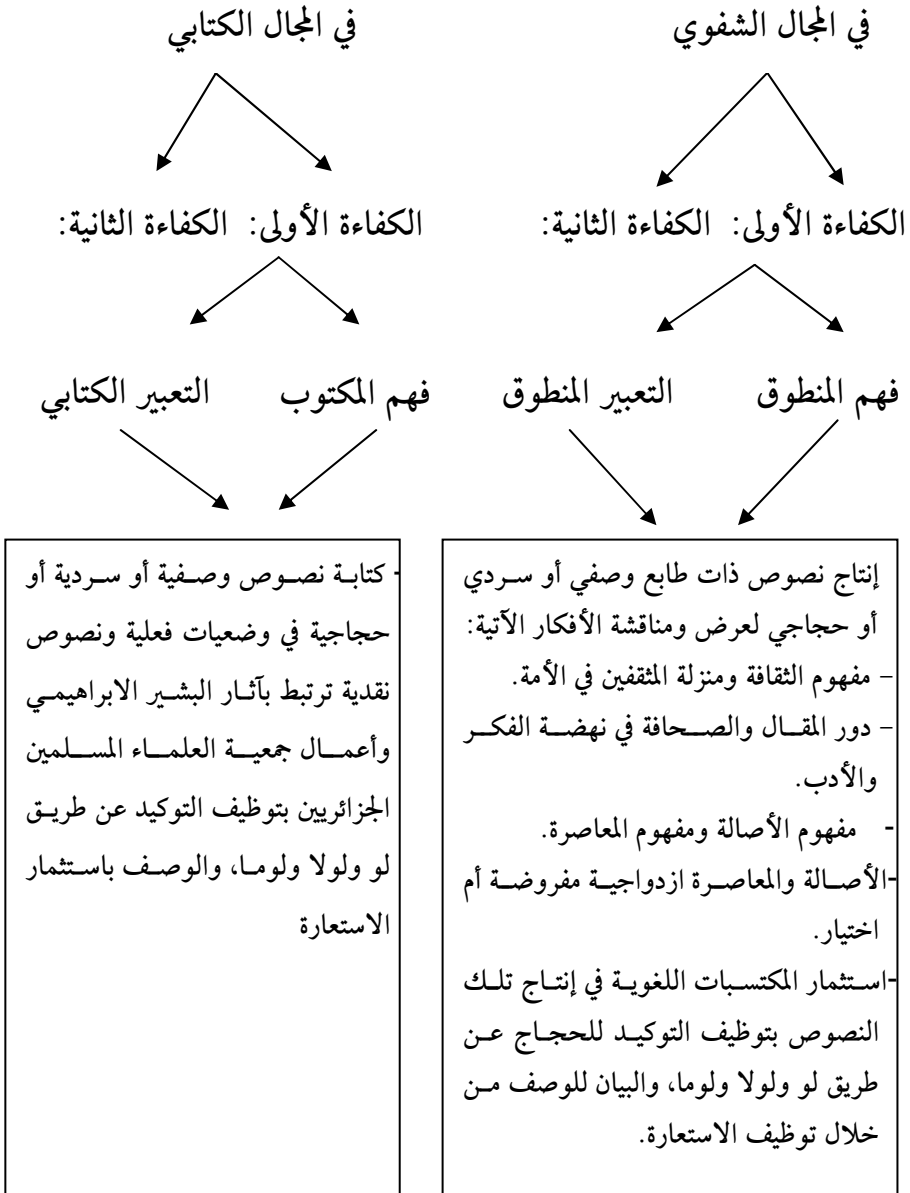 في المجال الشفوي
في المجال الكتابي
الكفاءة الأولى: الكفاءة الثانية:
الكفاءة الأولى: الكفاءة الثانية:
فهم المنطوق
التعبير المنطوق
فهم المكتوب
التعبير الكتابي
إنتاج نصوص ذات طابع وصفي أو سردي
أو حجاجي لعرض ومناقشة الأفكار الآتية:
– مفهوم الثقافة ومنزلة المثقفين في الأمة.
– دور المقال والصحافة في نهضة الفكر
والأدب.
- مفهوم الأصالة ومفهوم المعاصرة.
-الأصالة والمعاصرة ازدواجية مفروضة أم
اختيار.
-استثمار المكتسبات اللغوية في إنتاج تلك
النصوص بتوظيف التوكيد للحجاج عن
طريق لو ولولا ولوما، والبيان للوصف من
خلال توظيف الاستعارة.
- كتابة نصوص وصفية أو سردية أو
حجاجية في وضعيات فعلية ونصوص
نقدية ترتبط بآثار البشير الابراهيمي
وأعمال جمعية العلماء المسلمين
الجزائريين بتوظيف التوكيد عن طريق
لو ولولا ولوما، والوصف باستثمار
الاستعارة